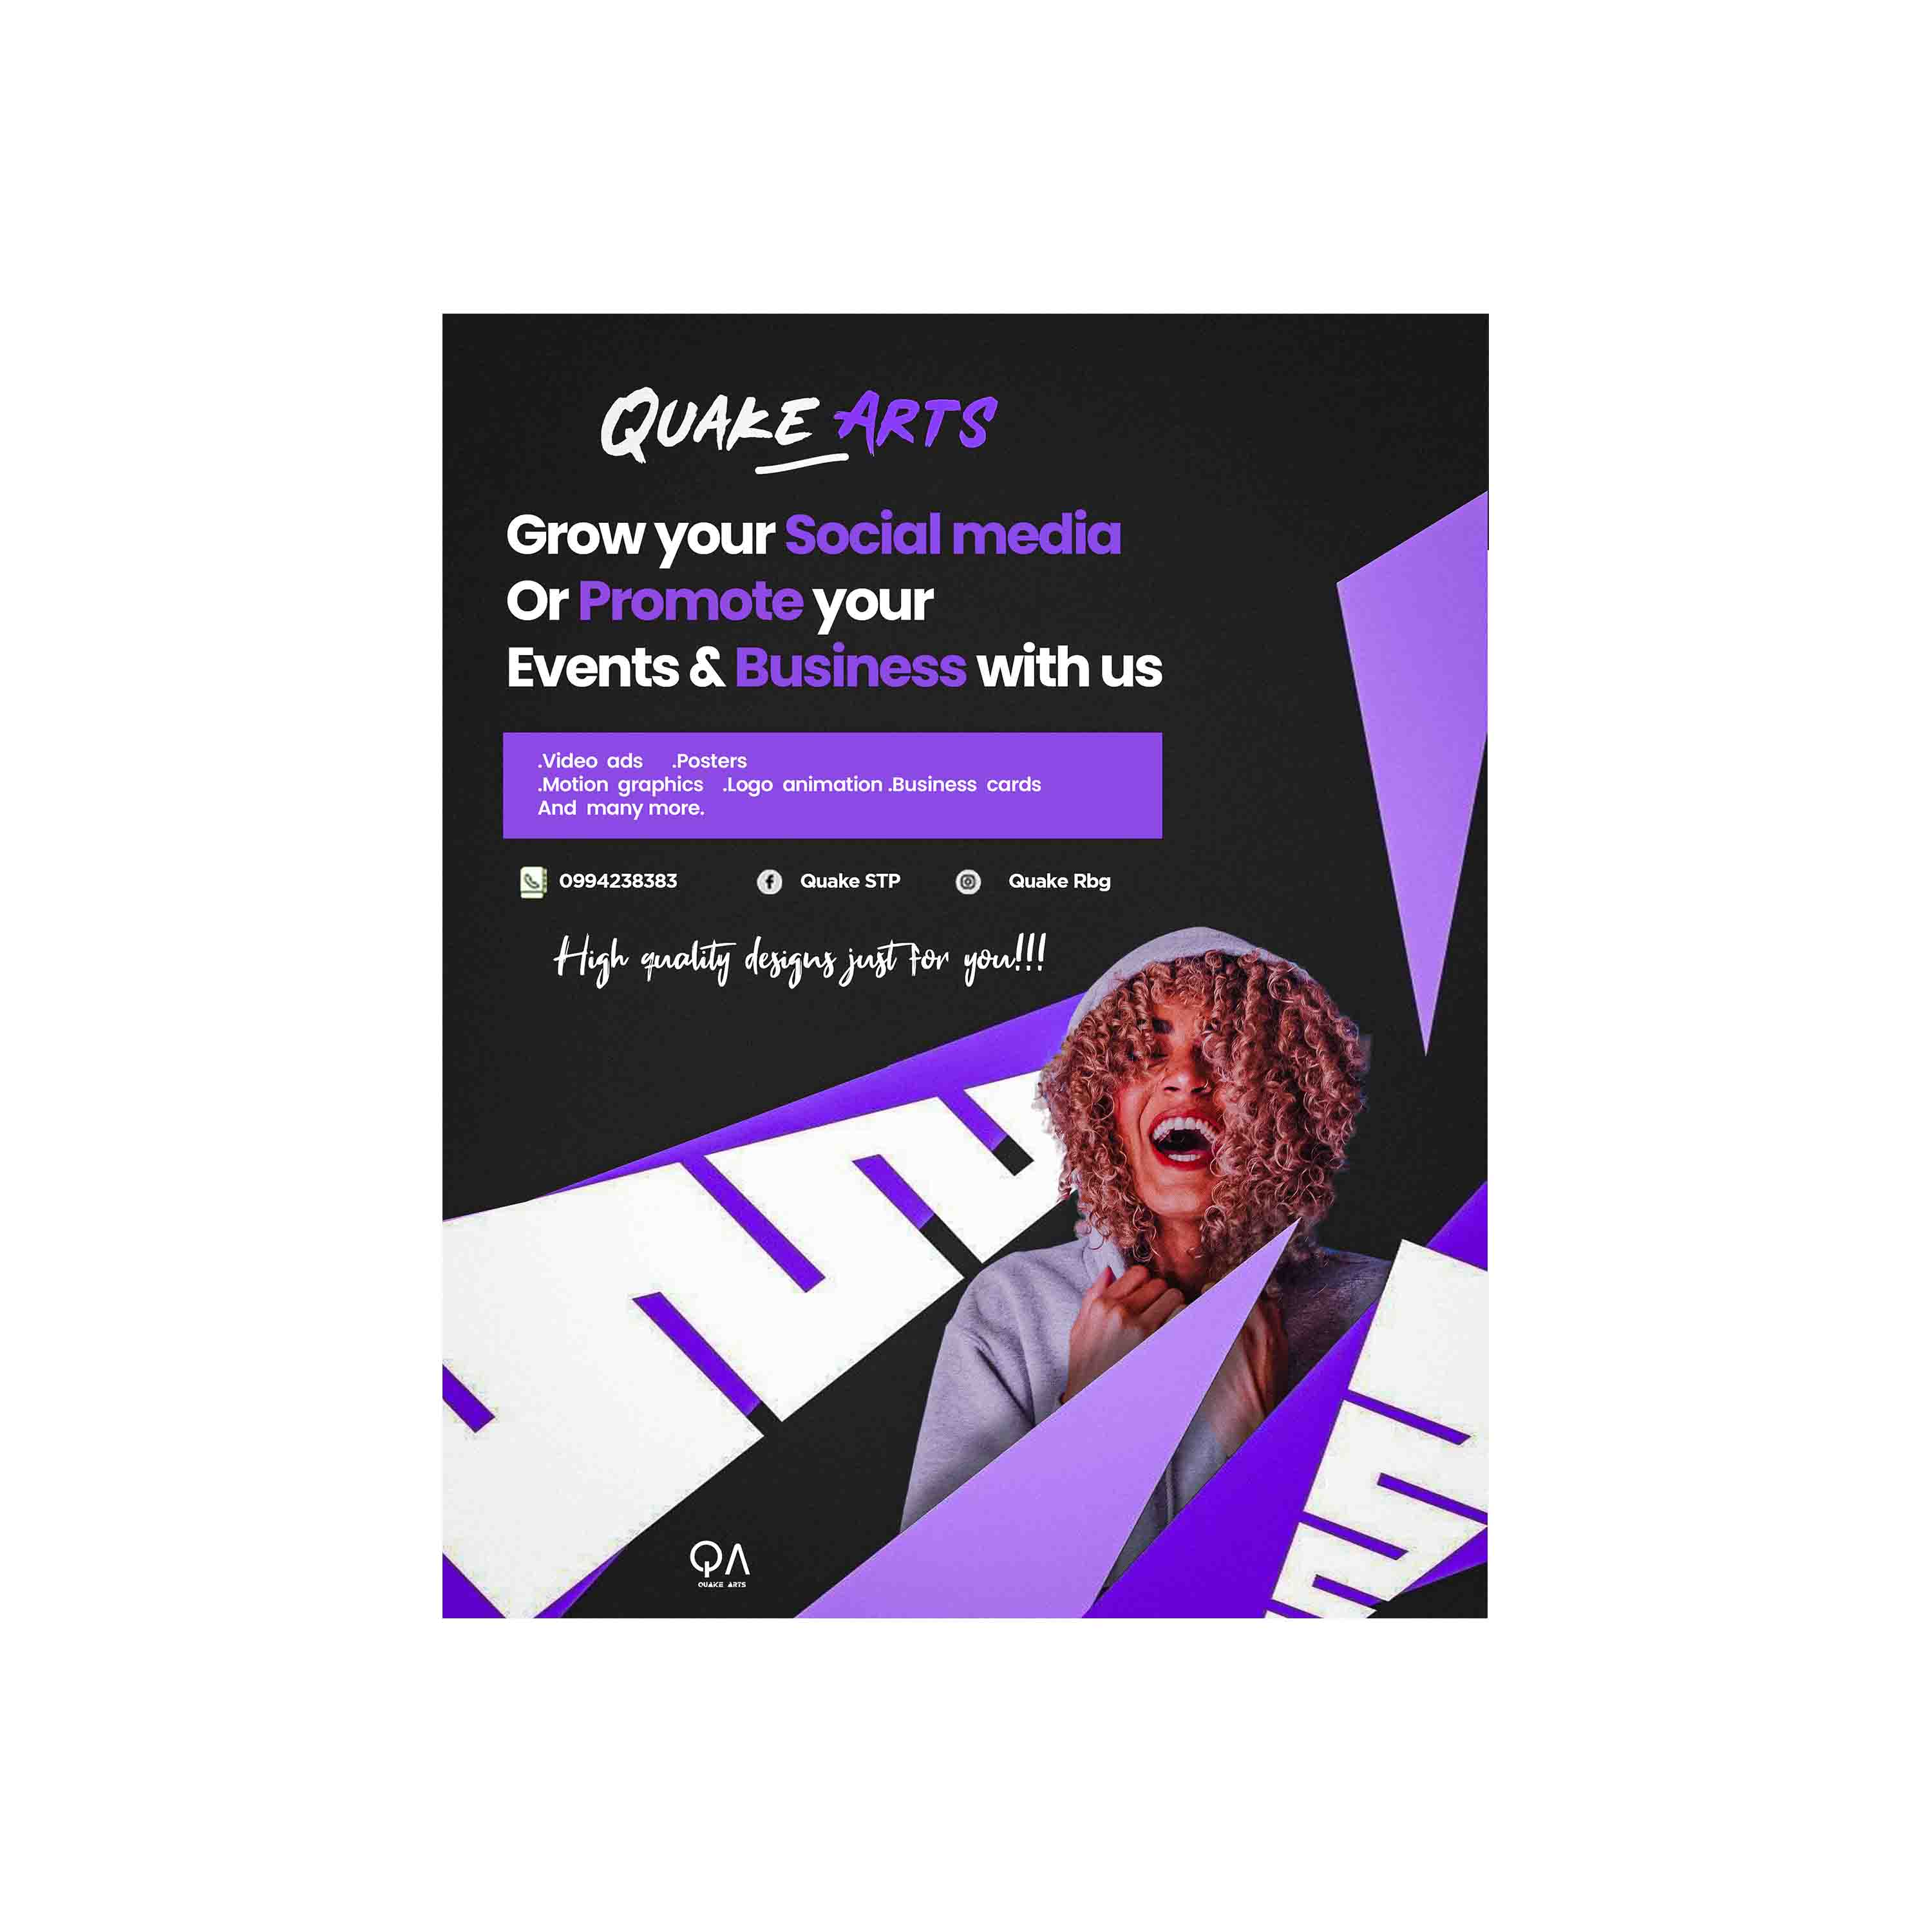 QUAKE ARTS
Grow your Social media
Or Promote your
Events & Business with us
.Video ads .Posters
.Motion graphics .Logo animation .Business cards
And many more.
0994238383 Quake STP Quake Rbg
High quality designs just for you!!!
QA
QUAKE ARTS